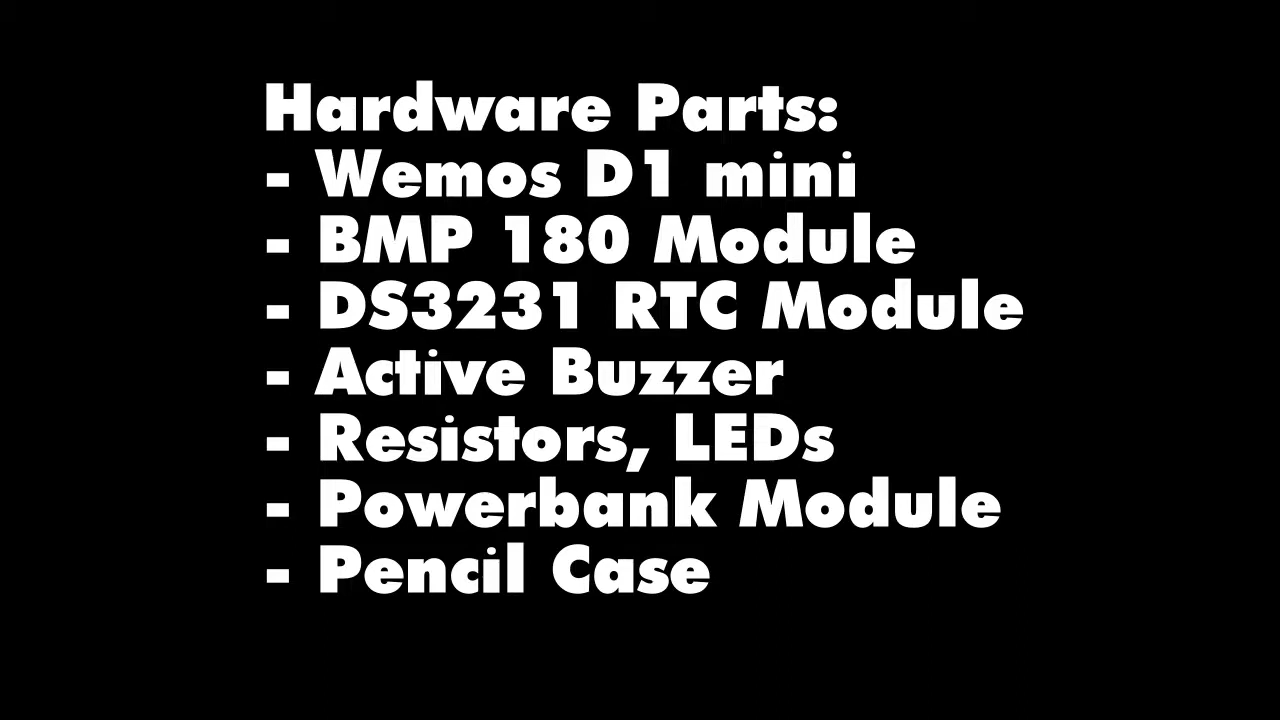 Hardware Parts:
- Wemos D1 mini
- BMP 180 Module
- DS3231 RTC Module
- Active Buzzer
- Resistors, LEDs
- Powerbank Module
- Pencil Case